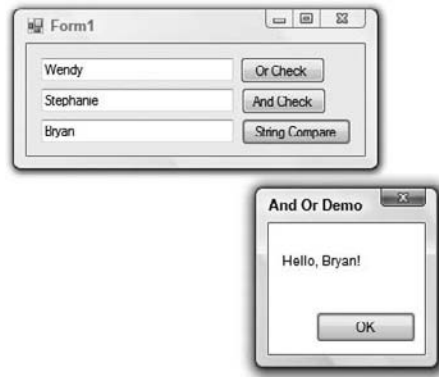 Form1
Wendy
Or Check
Stephanie
And Check
Bryan
String Compare
And Or Demo
Hello, Bryan!
OK